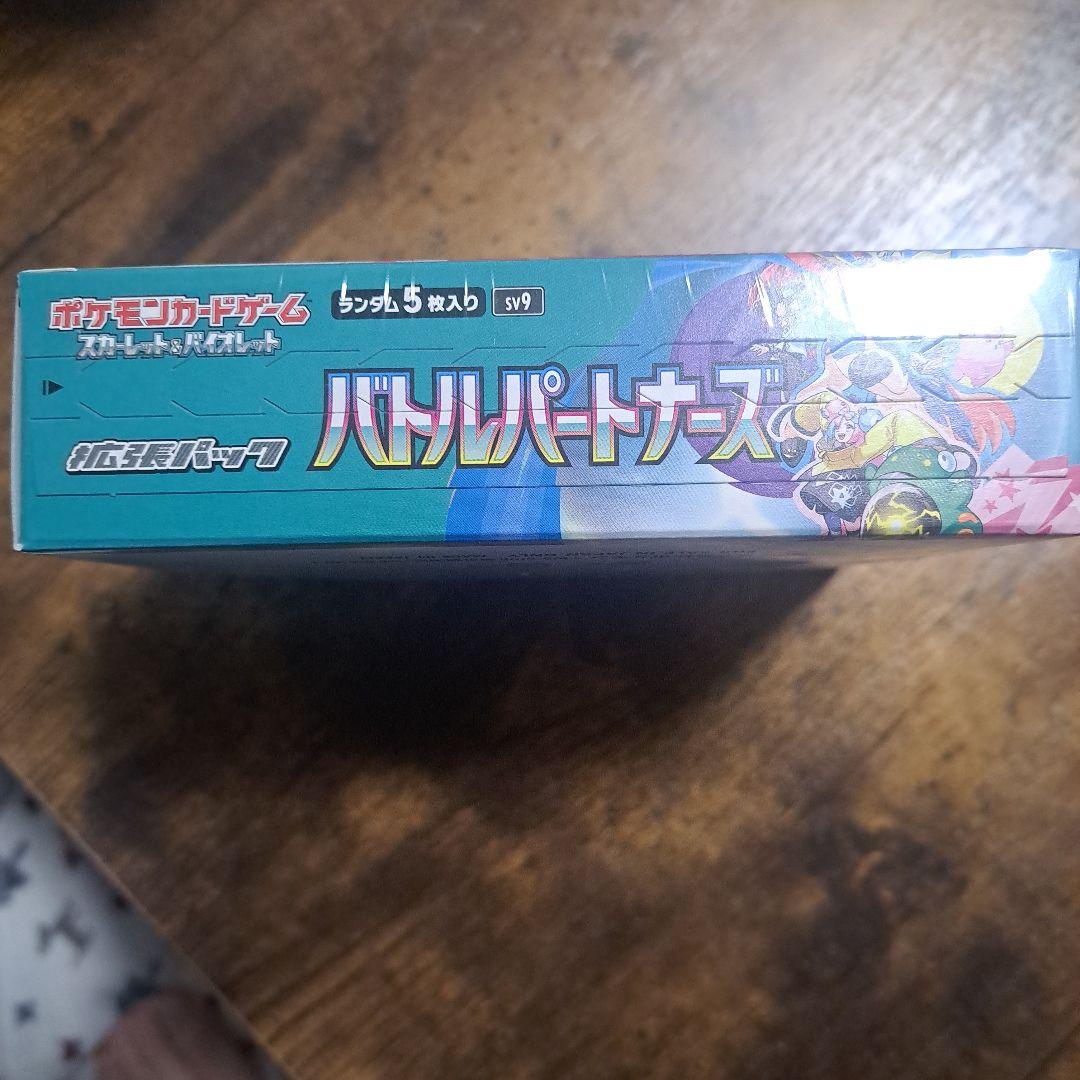 ポケモンカードゲーム
スカーレット&バイオレット
ランダム5枚入り
SV9
拡張パック
バトルパートナーズ